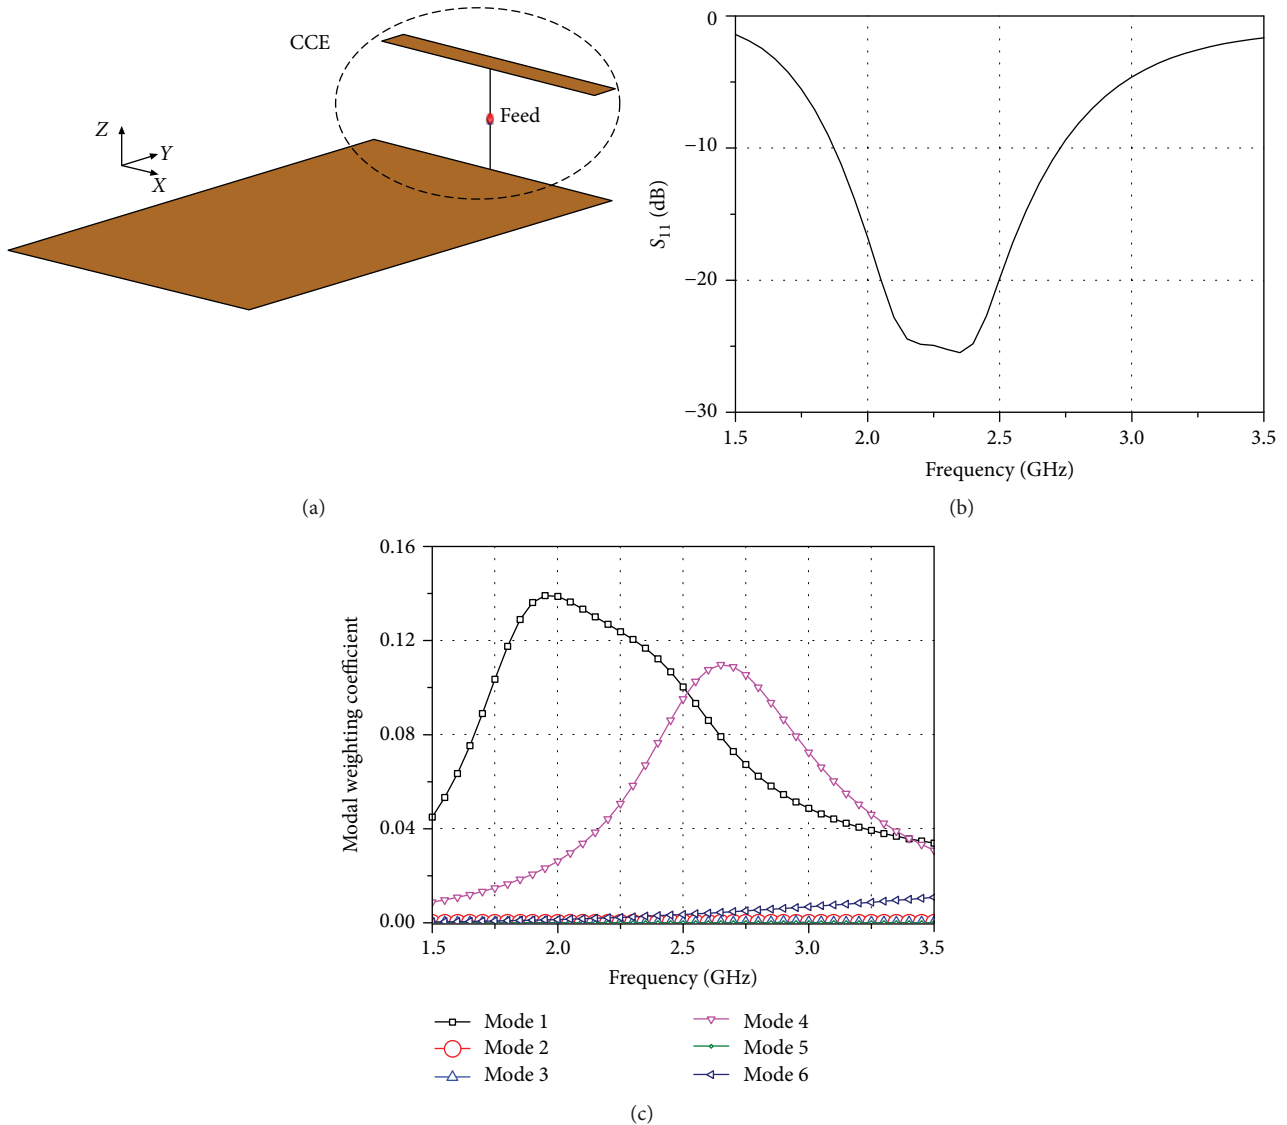 CCE
Feed
Z
Y
X
(a)
0
−10
−20
−30
S11 (dB)
1.5 2.0 2.5 3.0 3.5
Frequency (GHz)
(b)
0.16
0.12
0.08
0.04
0.00
Modal weighting coefficient
1.5 2.0 2.5 3.0 3.5
Frequency (GHz)
Mode 1
Mode 2
Mode 3
Mode 4
Mode 5
Mode 6
(c)